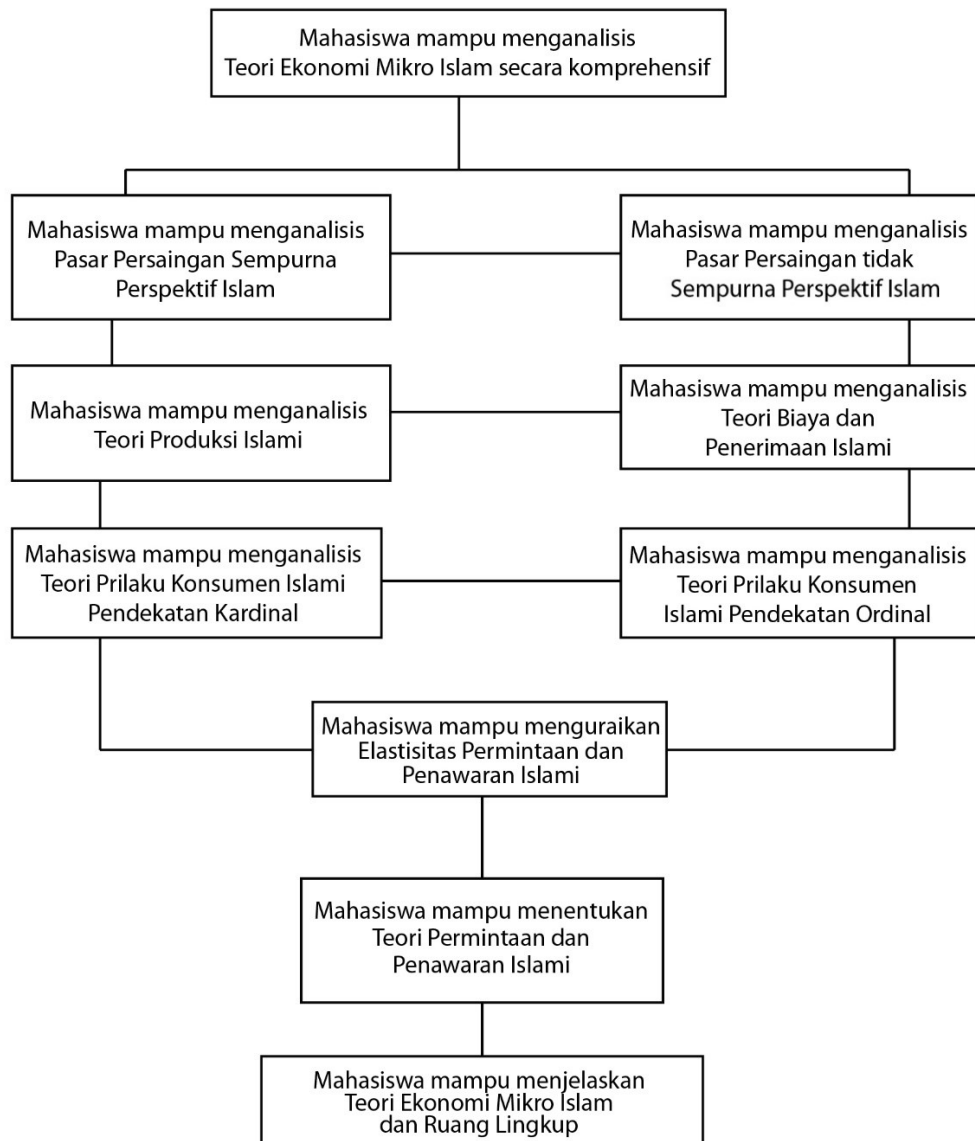 Mahasiswa mampu menganalisis
Teori Ekonomi Mikro Islam secara komprehensif
Mahasiswa mampu menganalisis
Pasar Persaingan Sempurna
Perspektif Islam
Mahasiswa mampu menganalisis
Pasar Persaingan tidak
Sempurna Perspektif Islam
Mahasiswa mampu menganalisis
Teori Produksi Islami
Mahasiswa mampu menganalisis
Teori Biaya dan
Penerimaan Islami
Mahasiswa mampu menganalisis
Teori Prilaku Konsumen Islami
Pendekatan Kardinal
Mahasiswa mampu menganalisis
Teori Prilaku Konsumen
Islami Pendekatan Ordinal
Mahasiswa mampu menguraikan
Elastisitas Permintaan dan
Penawaran Islami
Mahasiswa mampu menentukan
Teori Permintaan dan
Penawaran Islami
Mahasiswa mampu menjelaskan
Teori Ekonomi Mikro Islam
dan Ruang Lingkup